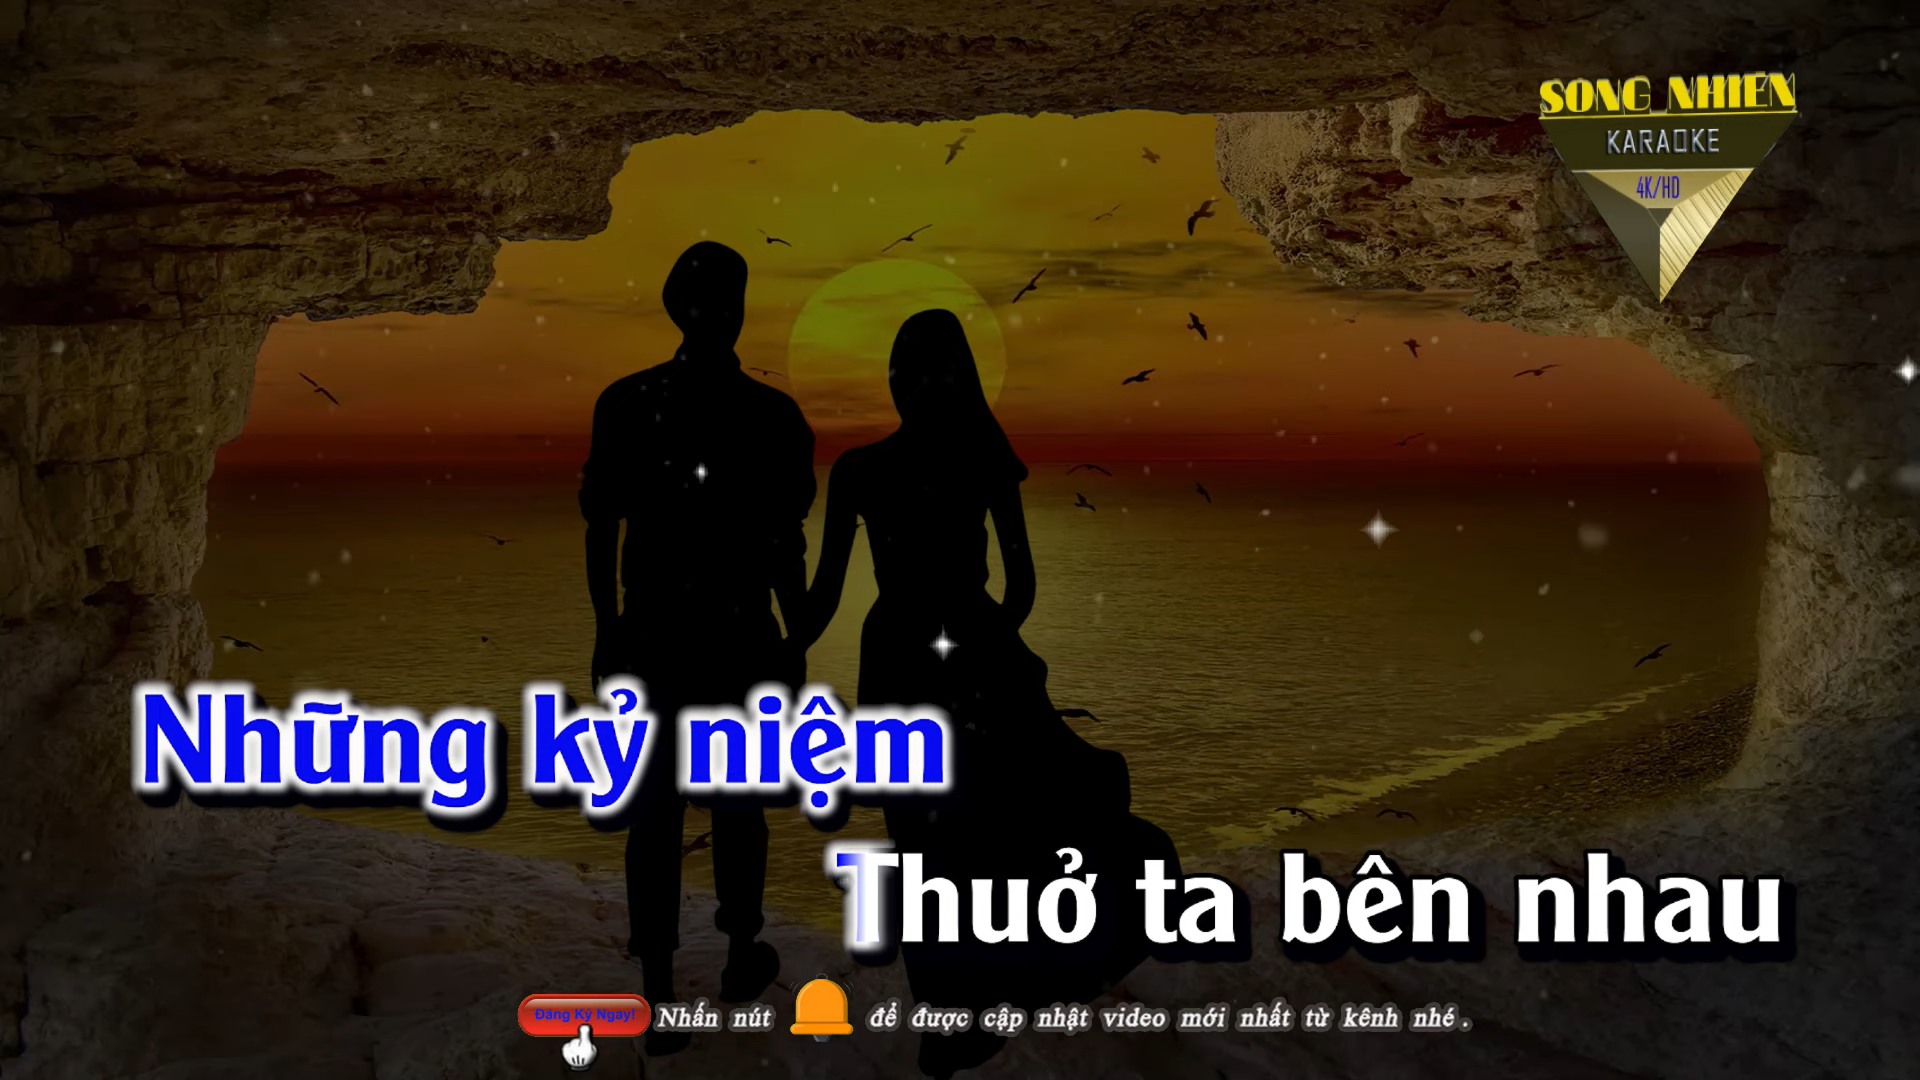 SONG NHIÊN
KARAOKE
4K/HD
Những kỷ niệm
Thuở ta bên nhau
Đăng Ký Ngay! Nhấn nút để được cập nhật video mới nhất từ kênh nhé .